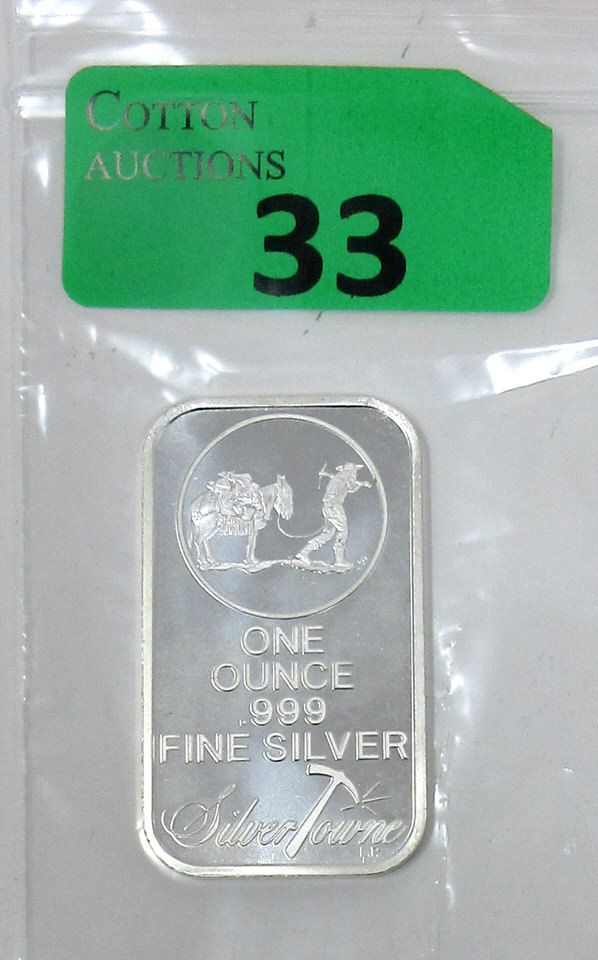 COTTON
AUCTIONS
33
ONE
OUNCE
.999
FINE SILVER
SilverTowne